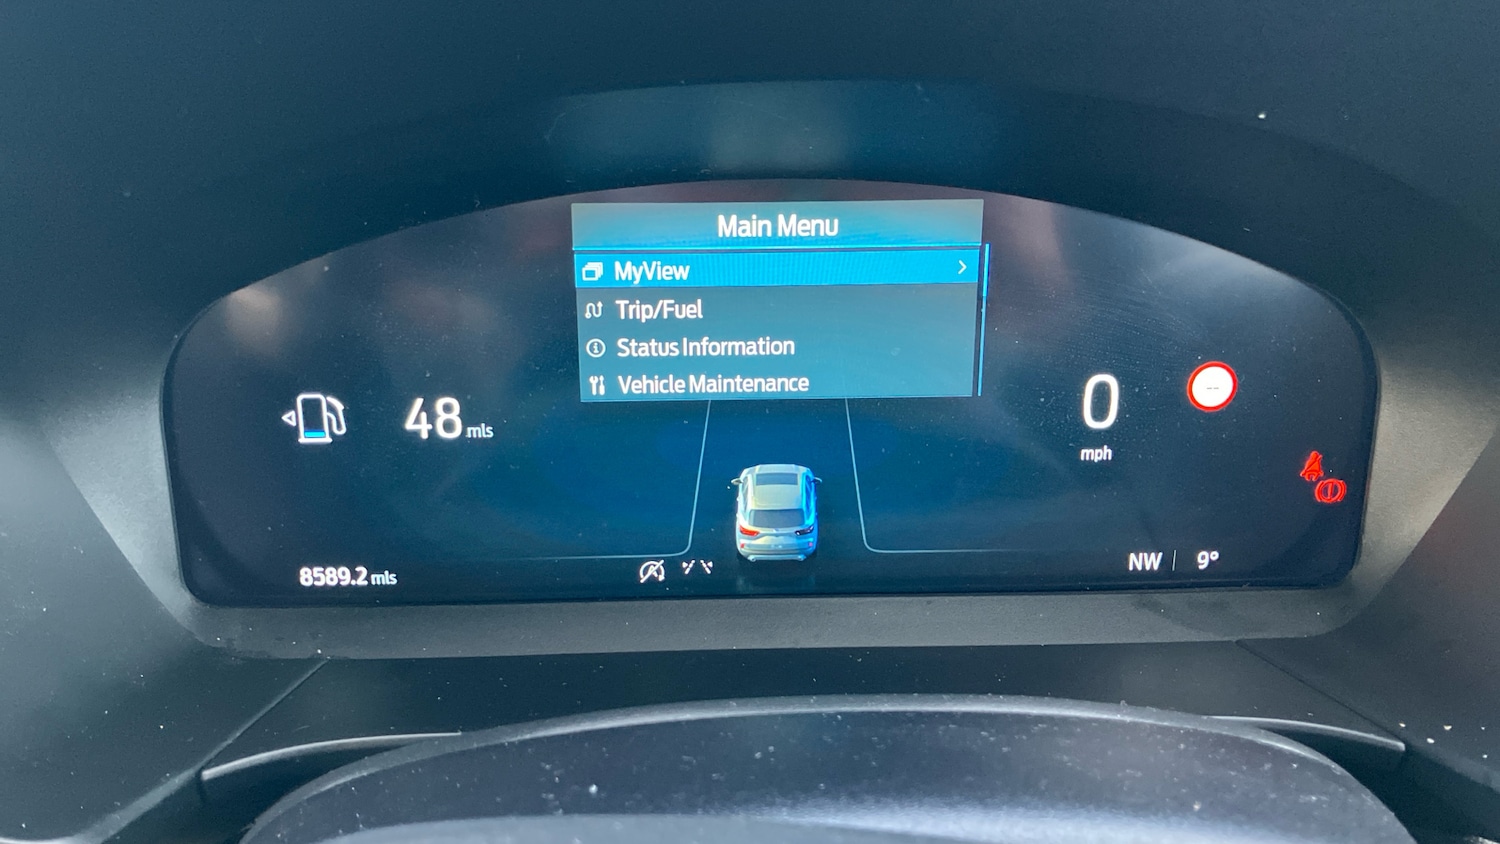 Main Menu
MyView
Trip/Fuel
Status Information
Vehicle Maintenance
48 mls
0
mph
--
8589.2 mls
NW 9°